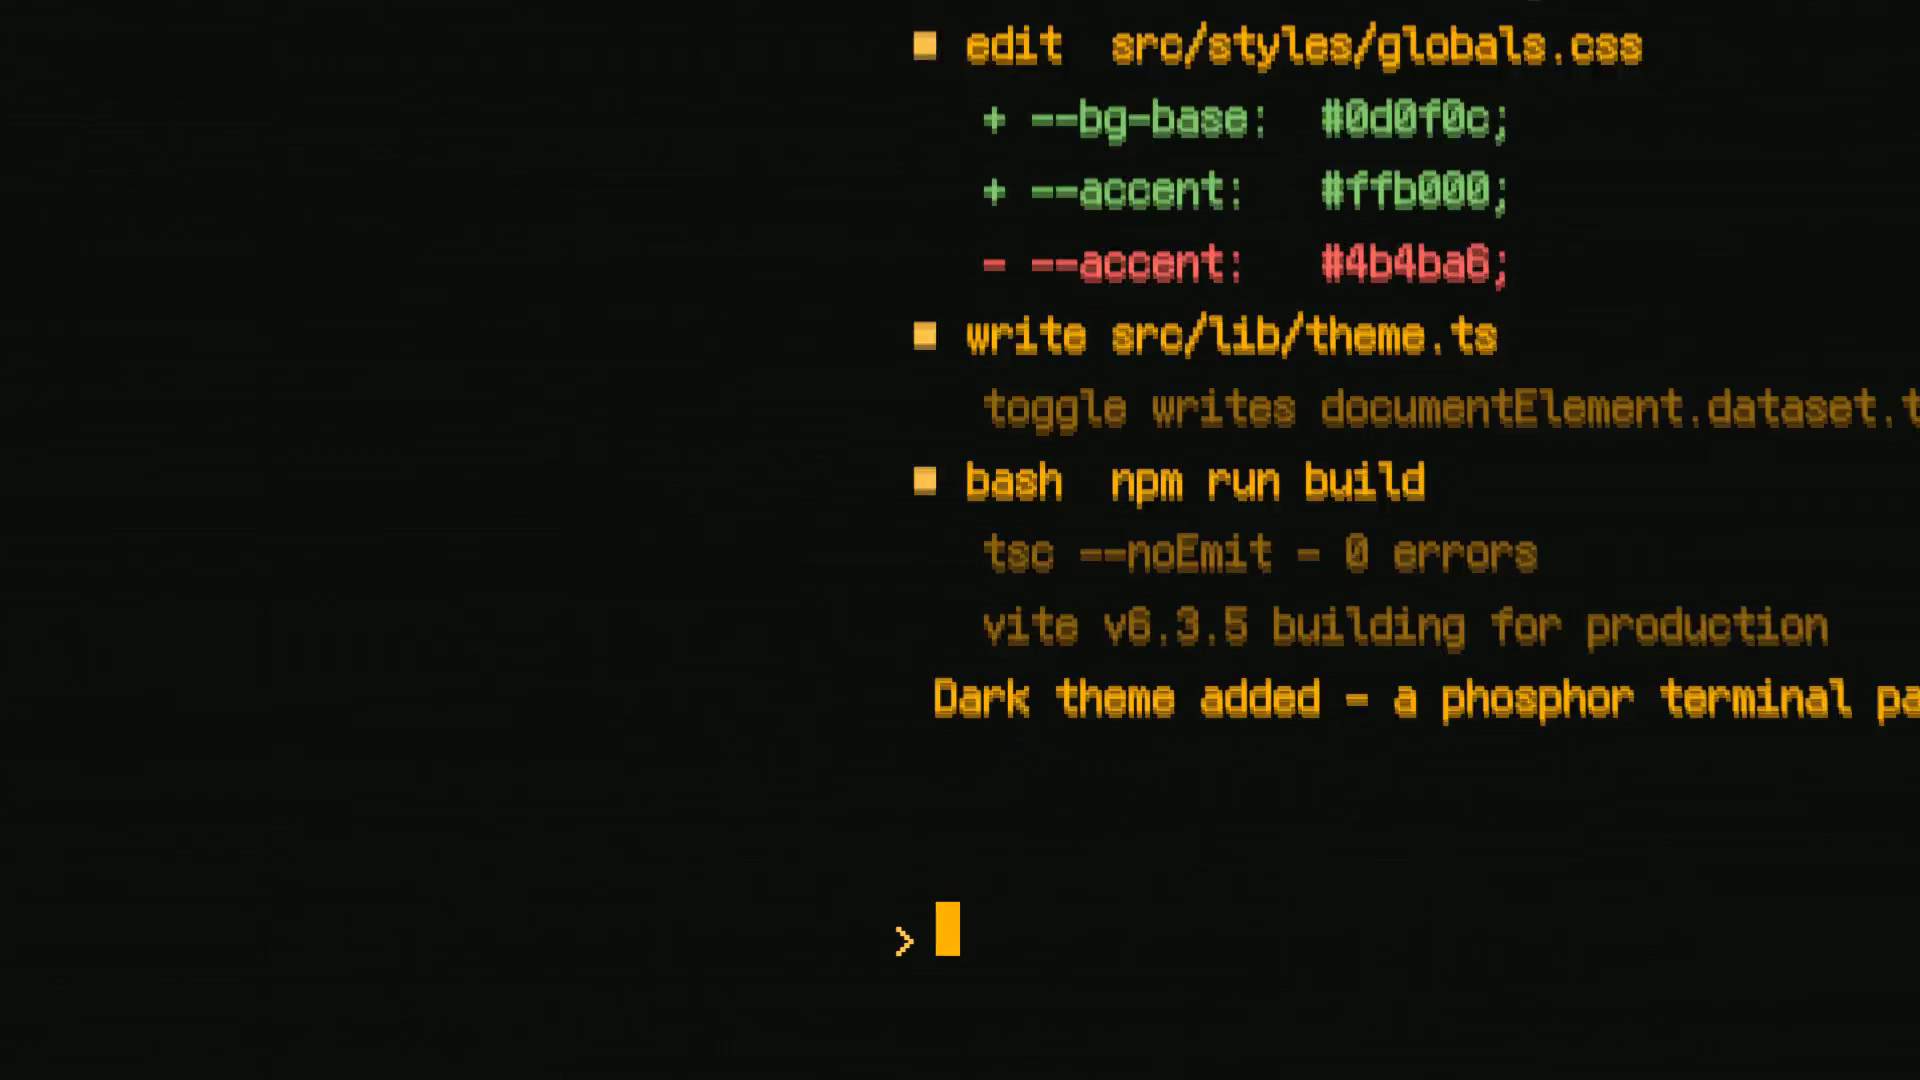 edit src/styles/globals.css
+ --bg-base: #0d0f0c;
+ --accent: #ffb000;
- --accent: #4b4ba6;
write src/lib/theme.ts
toggle writes documentElement.dataset.t
bash npm run build
tsc --noEmit - 0 errors
vite v6.3.5 building for production
Dark theme added - a phosphor terminal pa
>